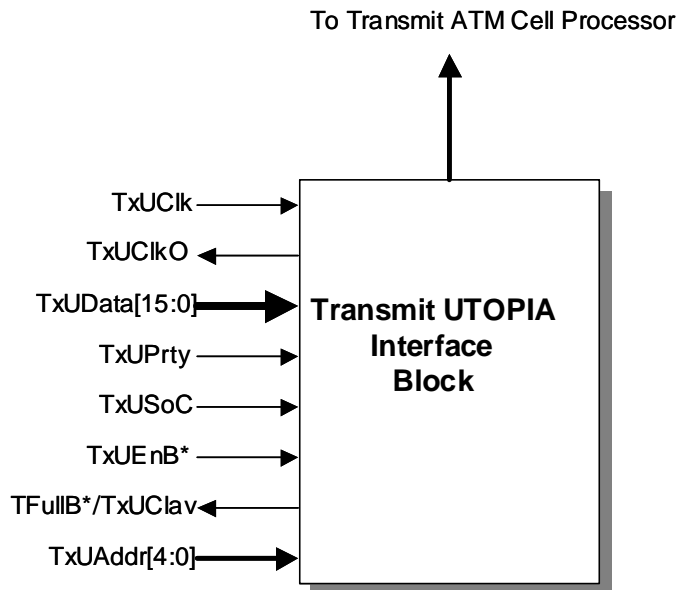 To Transmit ATM Cell Processor
TxUClk
TxUClkO
TxUData[15:0]
Transmit UTOPIA
Interface
Block
TxUPrty
TxUSoC
TxUEnB*
TFullB*/TxUClav
TxUAddr[4:0]